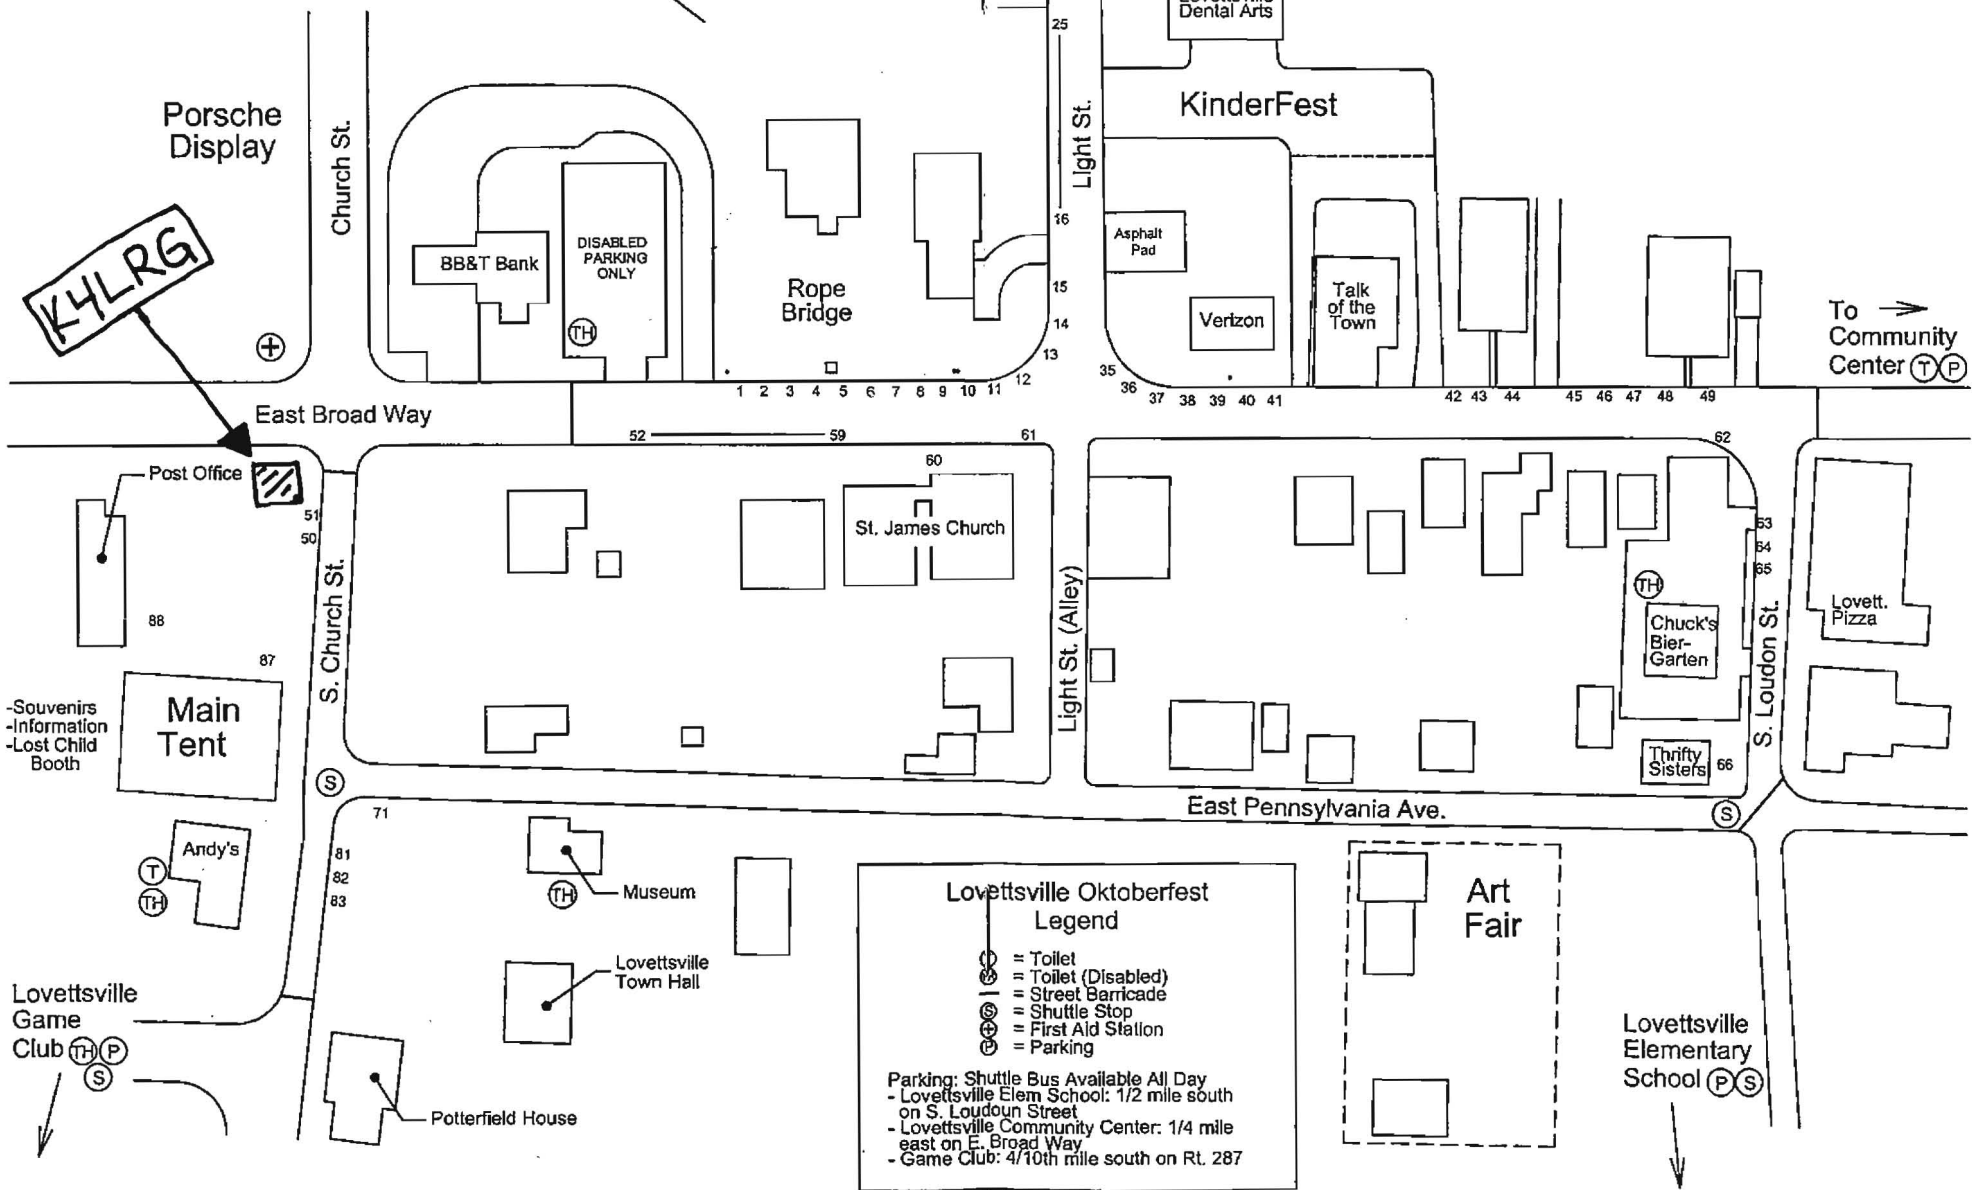 25
Dental Arts
Porsche
Display
Church St.
Light St.
KinderFest
K4LRG
BB&T Bank
DISABLED
PARKING
ONLY
TH
Rope
Bridge
16
15
14
13
12
Asphalt
Pad
Verizon
Talk
of the
Town
To
Community
Center T P
1 2 3 4 5 6 7 8 9 10 11
35
36
37 38 39 40 41
42 43 44 45 46 47 48 49
East Broad Way
52 59 61
62
60
Post Office
51
50
St. James Church
63
64
65
TH
S. Church St.
Light St. (Alley)
S. Loudon St.
Chuck's
Bier-
Garten
Lovett.
Pizza
88
87
-Souvenirs
-Information
-Lost Child
Booth
Main
Tent
Thrifty
Sisters
66
S
71
East Pennsylvania Ave.
S
Andy's
T
TH
81
82
83
Museum
TH
Lovettsville
Town Hall
Lovettsville
Game
Club TH P
S
Potterfield House
Lovettsville Oktoberfest
Legend
= Toilet
= Toilet (Disabled)
= Street Barricade
S = Shuttle Stop
= First Aid Station
P = Parking
Parking: Shuttle Bus Available All Day
- Lovettsville Elem School: 1/2 mile south
on S. Loudoun Street
- Lovettsville Community Center: 1/4 mile
east on E. Broad Way
- Game Club: 4/10th mile south on Rt. 287
Art
Fair
Lovettsville
Elementary
School P S